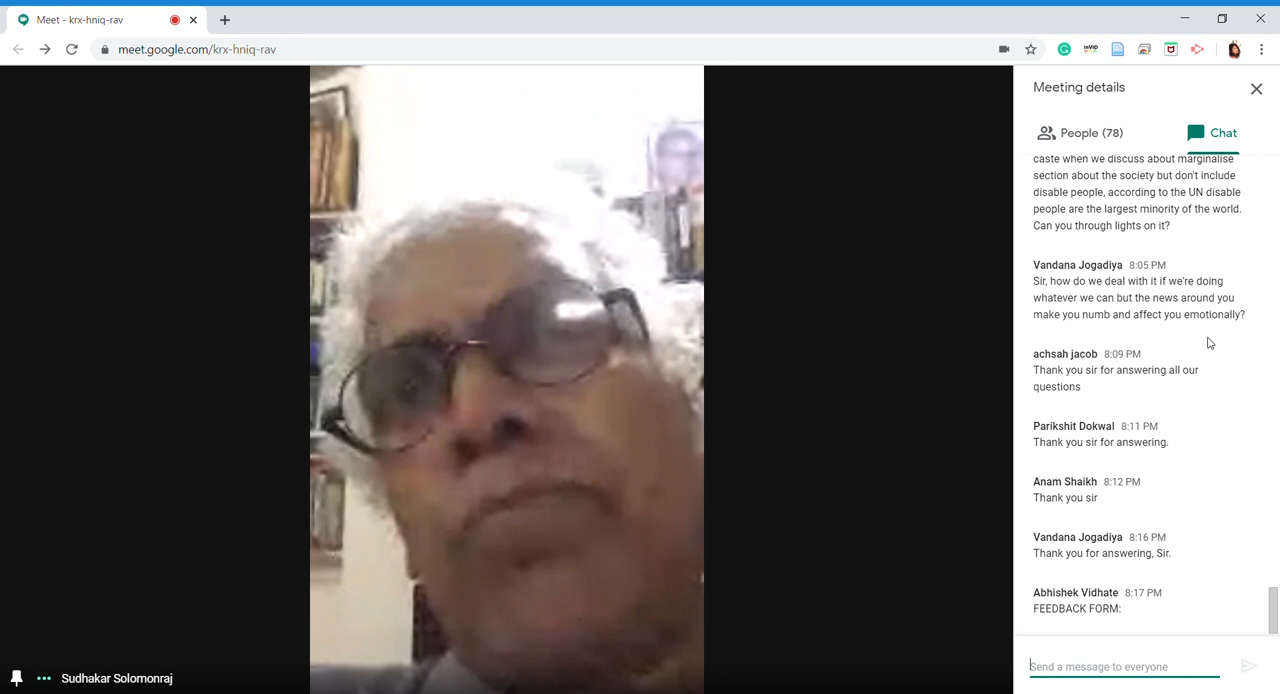 Meet - krx-hniq-rav
meet.google.com/krx-hniq-rav
Meeting details
People (78)
Chat
caste when we discuss about marginalise
section about the society but don't include
disable people, according to the UN disable
people are the largest minority of the world.
Can you through lights on it?
Vandana Jogadiya 8:05 PM
Sir, how do we deal with it if we're doing
whatever we can but the news around you
make you numb and affect you emotionally?
achsah jacob 8:09 PM
Thank you sir for answering all our
questions
Parikshit Dokwal 8:11 PM
Thank you sir for answering.
Anam Shaikh 8:12 PM
Thank you sir
Vandana Jogadiya 8:16 PM
Thank you for answering, Sir.
Abhishek Vidhate 8:17 PM
FEEDBACK FORM:
Send a message to everyone
Sudhakar Solomonraj